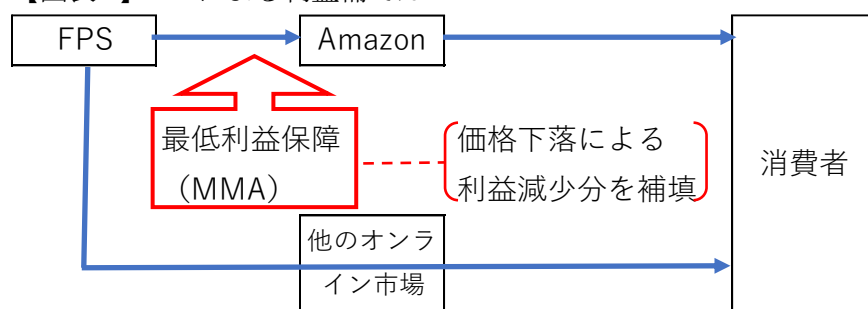 FPS
Amazon
最低利益保障
（MMA）
価格下落による
利益減少分を補填
消費者
他のオンラ
イン市場